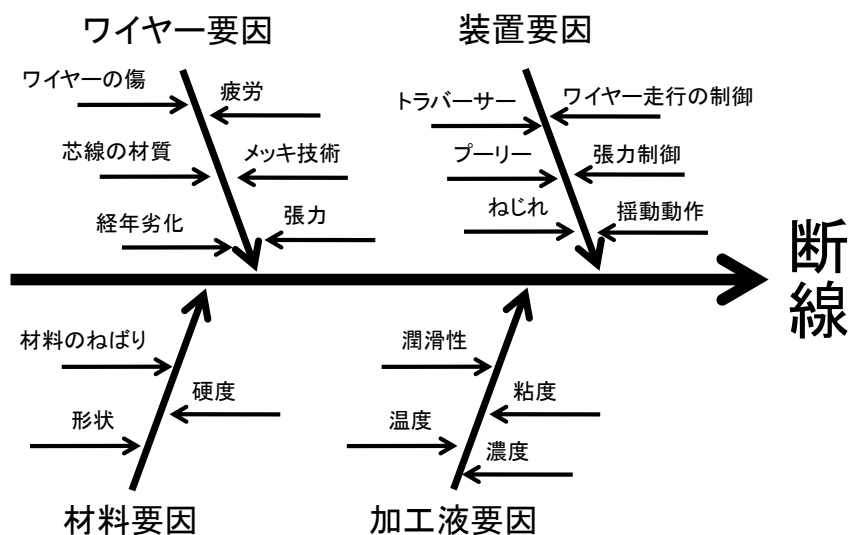 ワイヤー要因
装置要因
ワイヤーの傷
疲労
芯線の材質
メッキ技術
経年劣化
張力
トラバーサー
ワイヤー走行の制御
プーリー
張力制御
ねじれ
揺動動作
断
線
材料のねばり
硬度
形状
潤滑性
粘度
温度
濃度
材料要因
加工液要因